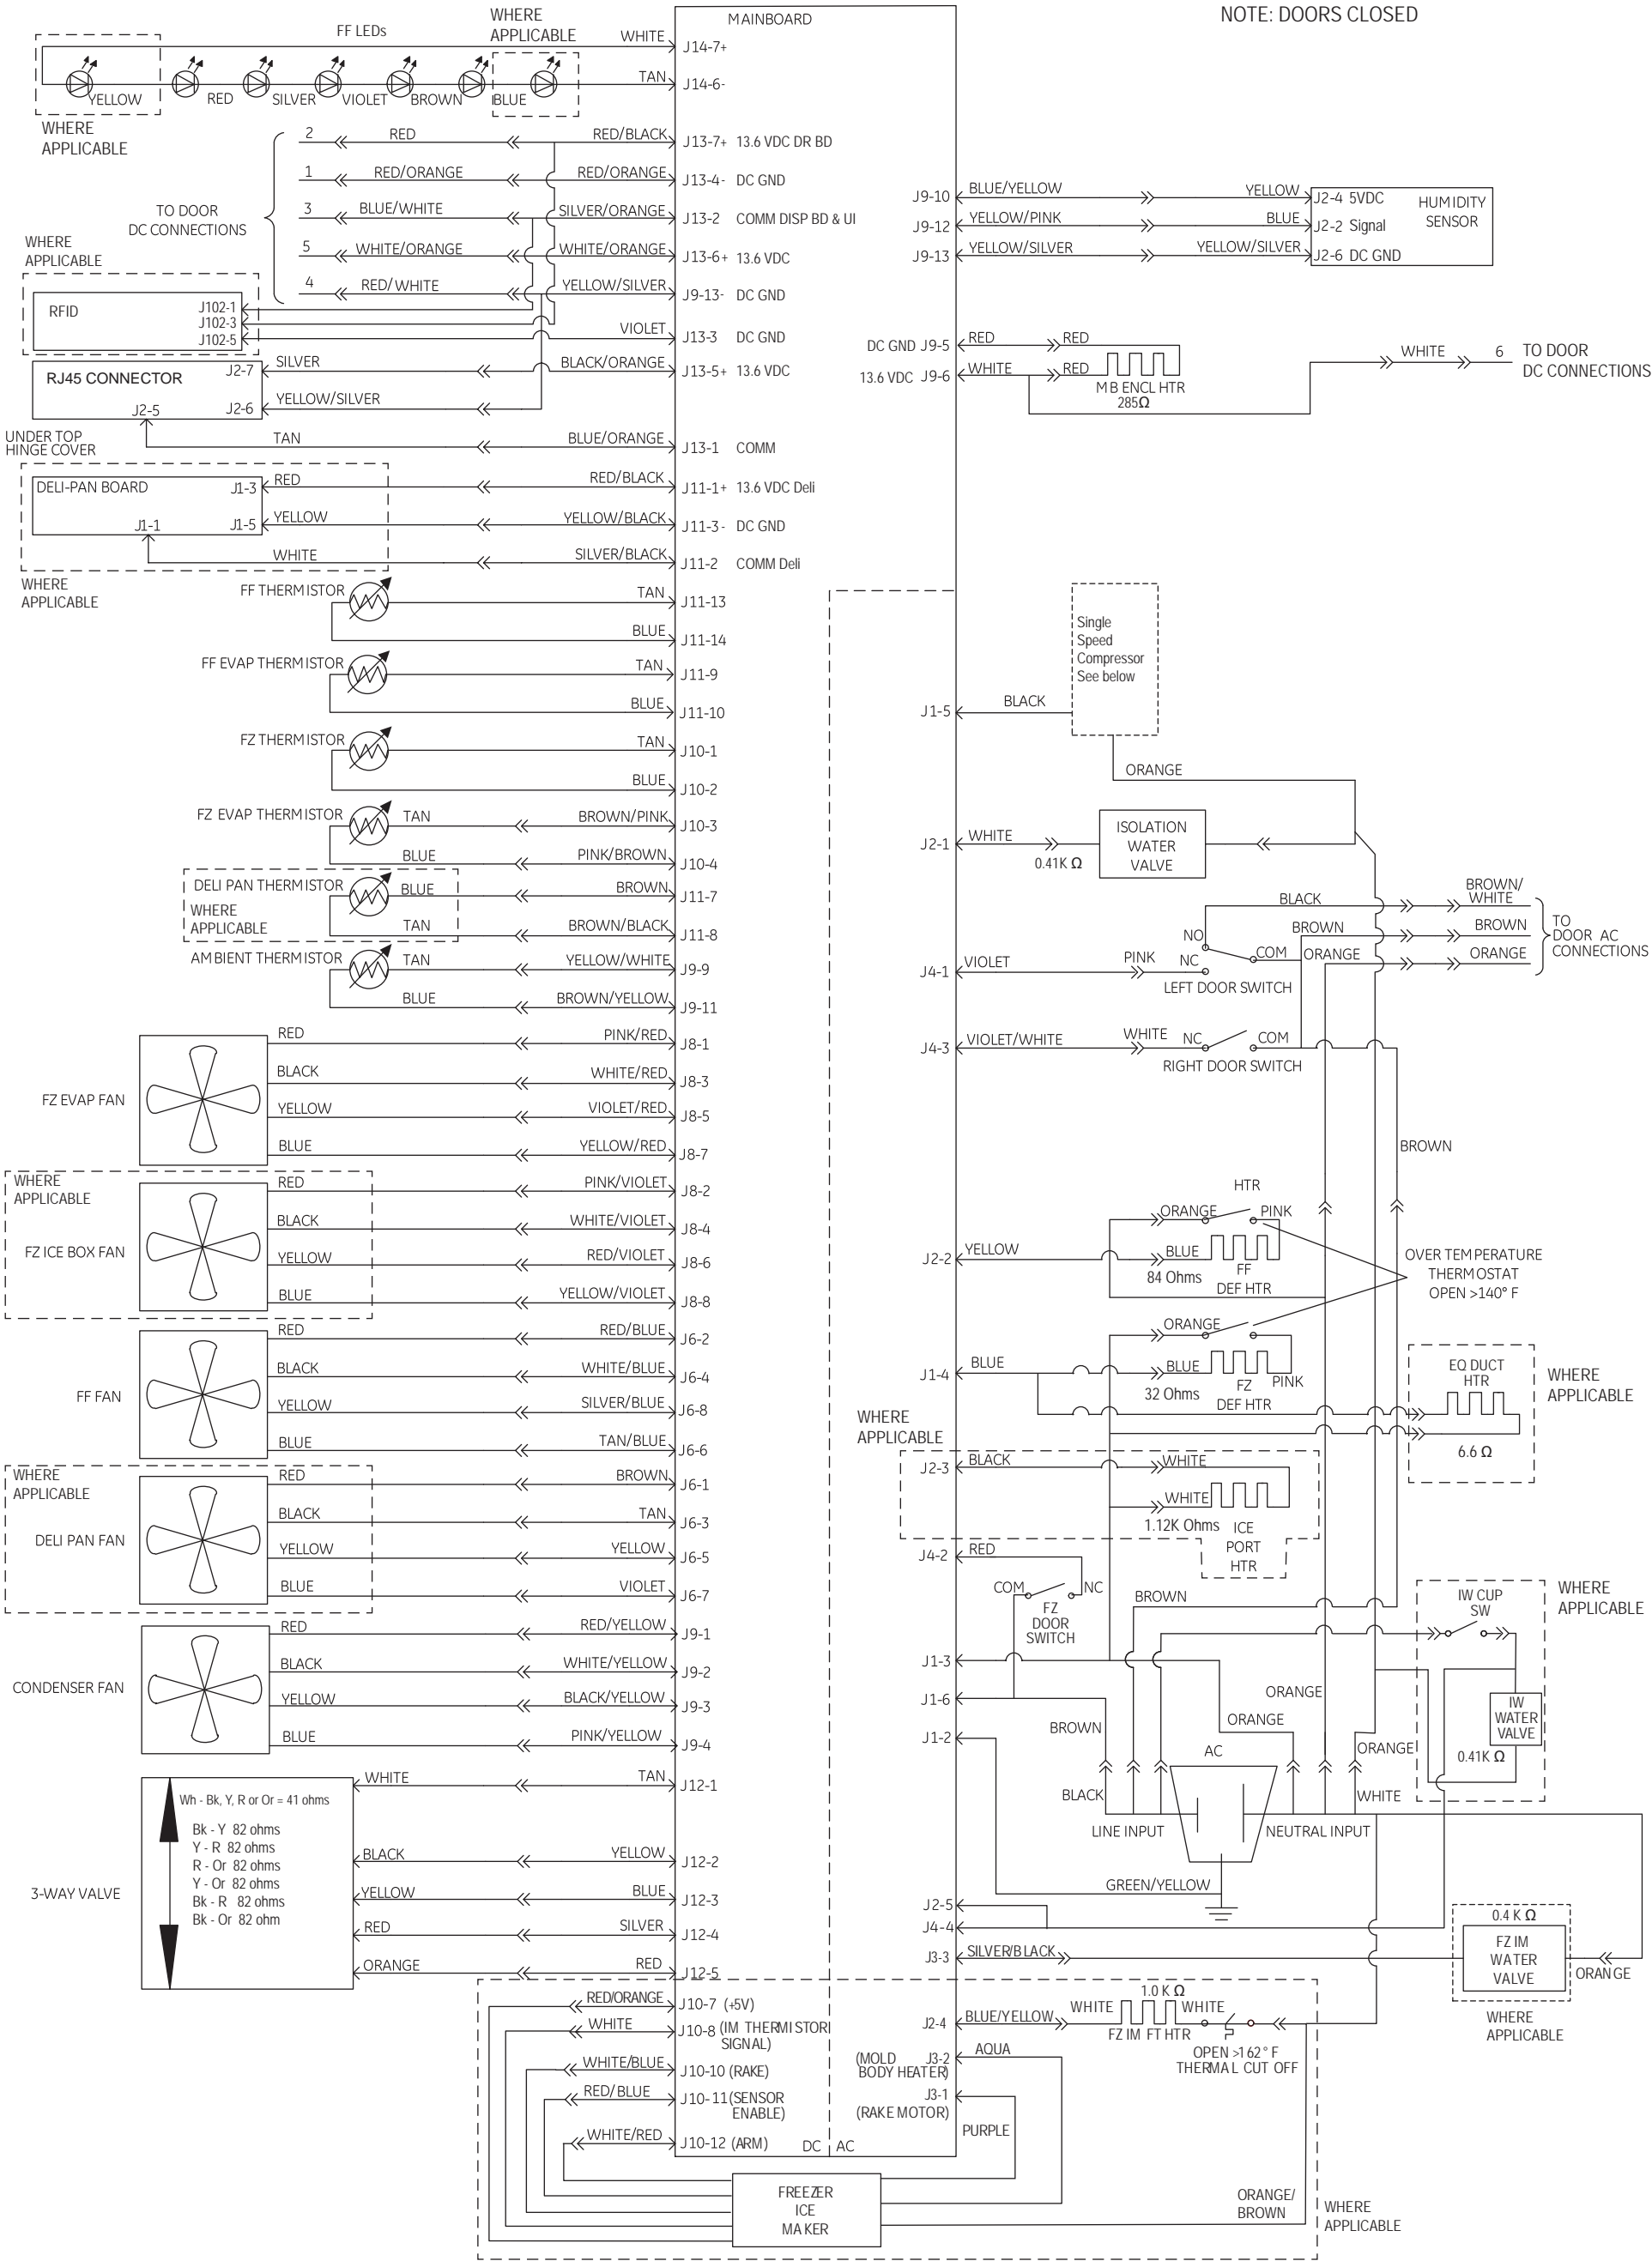 NOTE: DOORS CLOSED
MAINBOARD
FF LEDs
WHERE
APPLICABLE
WHITE
J14-7+
TAN
J14-6-
YELLOW
RED
SILVER
VIOLET
BROWN
BLUE
WHERE
APPLICABLE
2
RED
RED/BLACK
J13-7+ 13.6 VDC DR BD
1
RED/ORANGE
RED/ORANGE
J13-4- DC GND
TO DOOR
DC CONNECTIONS
3
BLUE/WHITE
SILVER/ORANGE
J13-2 COMM DISP BD & UI
5
WHITE/ORANGE
WHITE/ORANGE
J13-6+ 13.6 VDC
4
RED/WHITE
YELLOW/SILVER
J9-13- DC GND
WHERE
APPLICABLE
RFID
J102-1
J102-3
J102-5
VIOLET
J13-3 DC GND
RJ45 CONNECTOR
J2-7
SILVER
BLACK/ORANGE
J13-5+ 13.6 VDC
J2-5
J2-6
YELLOW/SILVER
UNDER TOP
HINGE COVER
TAN
BLUE/ORANGE
J13-1 COMM
DELI-PAN BOARD
J1-3
RED
RED/BLACK
J11-1+ 13.6 VDC Deli
J1-1
J1-5
YELLOW
YELLOW/BLACK
J11-3- DC GND
WHITE
SILVER/BLACK
J11-2 COMM Deli
WHERE
APPLICABLE
FF THERMISTOR
TAN
J11-13
BLUE
J11-14
FF EVAP THERMISTOR
TAN
J11-9
BLUE
J11-10
FZ THERMISTOR
TAN
J10-1
BLUE
J10-2
FZ EVAP THERMISTOR
TAN
BROWN/PINK
J10-3
BLUE
PINK/BROWN
J10-4
DELI PAN THERMISTOR
BLUE
BROWN
J11-7
WHERE
APPLICABLE
TAN
BROWN/BLACK
J11-8
AMBIENT THERMISTOR
TAN
YELLOW/WHITE
J9-9
BLUE
BROWN/YELLOW
J9-11
FZ EVAP FAN
RED
PINK/RED
J8-1
BLACK
WHITE/RED
J8-3
YELLOW
VIOLET/RED
J8-5
BLUE
YELLOW/RED
J8-7
WHERE
APPLICABLE
FZ ICE BOX FAN
RED
PINK/VIOLET
J8-2
BLACK
WHITE/VIOLET
J8-4
YELLOW
RED/VIOLET
J8-6
BLUE
YELLOW/VIOLET
J8-8
FF FAN
RED
RED/BLUE
J6-2
BLACK
WHITE/BLUE
J6-4
YELLOW
SILVER/BLUE
J6-8
BLUE
TAN/BLUE
J6-6
WHERE
APPLICABLE
DELI PAN FAN
RED
BROWN
J6-1
BLACK
TAN
J6-3
YELLOW
YELLOW
J6-5
BLUE
VIOLET
J6-7
CONDENSER FAN
RED
RED/YELLOW
J9-1
BLACK
WHITE/YELLOW
J9-2
YELLOW
BLACK/YELLOW
J9-3
BLUE
PINK/YELLOW
J9-4
3-WAY VALVE
Wh - Bk, Y, R or Or = 41 ohms
Bk - Y 82 ohms
Y - R 82 ohms
R - Or 82 ohms
Y - Or 82 ohms
Bk - R 82 ohms
Bk - Or 82 ohm
WHITE
TAN
J12-1
BLACK
YELLOW
J12-2
YELLOW
BLUE
J12-3
RED
SILVER
J12-4
ORANGE
RED
J12-5
RED/ORANGE
J10-7 (+5V)
WHITE
J10-8 (IM THERMISTOR
SIGNAL)
WHITE/BLUE
J10-10 (RAKE)
RED/BLUE
J10-11 (SENSOR
ENABLE)
WHITE/RED
J10-12 (ARM)
DC
AC
FREEZER
ICE
MAKER
J9-10
BLUE/YELLOW
YELLOW
J2-4 5VDC
HUMIDITY
SENSOR
J9-12
YELLOW/PINK
BLUE
J2-2 Signal
J9-13
YELLOW/SILVER
YELLOW/SILVER
J2-6 DC GND
DC GND J9-5
RED
RED
13.6 VDC J9-6
WHITE
RED
MB ENCL HTR
285Ω
WHITE
6
TO DOOR
DC CONNECTIONS
Single
Speed
Compressor
See below
J1-5
BLACK
ORANGE
J2-1
WHITE
0.41K Ω
ISOLATION
WATER
VALVE
BLACK
BROWN/
WHITE
BROWN
BROWN
ORANGE
ORANGE
TO
DOOR AC
CONNECTIONS
NO
NC
COM
J4-1
VIOLET
PINK
LEFT DOOR SWITCH
J4-3
VIOLET/WHITE
WHITE
NC
COM
RIGHT DOOR SWITCH
BROWN
HTR
ORANGE
PINK
J2-2
YELLOW
BLUE
84 Ohms
FF
DEF HTR
OVER TEMPERATURE
THERMOSTAT
OPEN >140° F
ORANGE
J1-4
BLUE
BLUE
32 Ohms
FZ
DEF HTR
PINK
EQ DUCT
HTR
6.6 Ω
WHERE
APPLICABLE
WHERE
APPLICABLE
J2-3
BLACK
WHITE
WHITE
1.12K Ohms
ICE
PORT
HTR
J4-2
RED
COM
NC
FZ
DOOR
SWITCH
BROWN
IW CUP
SW
WHERE
APPLICABLE
J1-3
J1-6
J1-2
ORANGE
BROWN
ORANGE
ORANGE
AC
IW
WATER
VALVE
0.41K Ω
BLACK
WHITE
LINE INPUT
NEUTRAL INPUT
GREEN/YELLOW
J2-5
J4-4
J3-3
SILVER/BLACK
0.4 K Ω
FZ IM
WATER
VALVE
ORANGE
WHERE
APPLICABLE
1.0 K Ω
J2-4
BLUE/YELLOW
WHITE
WHITE
FZ IM FT HTR
OPEN >162° F
THERMAL CUT OFF
(MOLD
BODY HEATER)
J3-2
AQUA
J3-1
(RAKE MOTOR)
PURPLE
ORANGE/
BROWN
WHERE
APPLICABLE